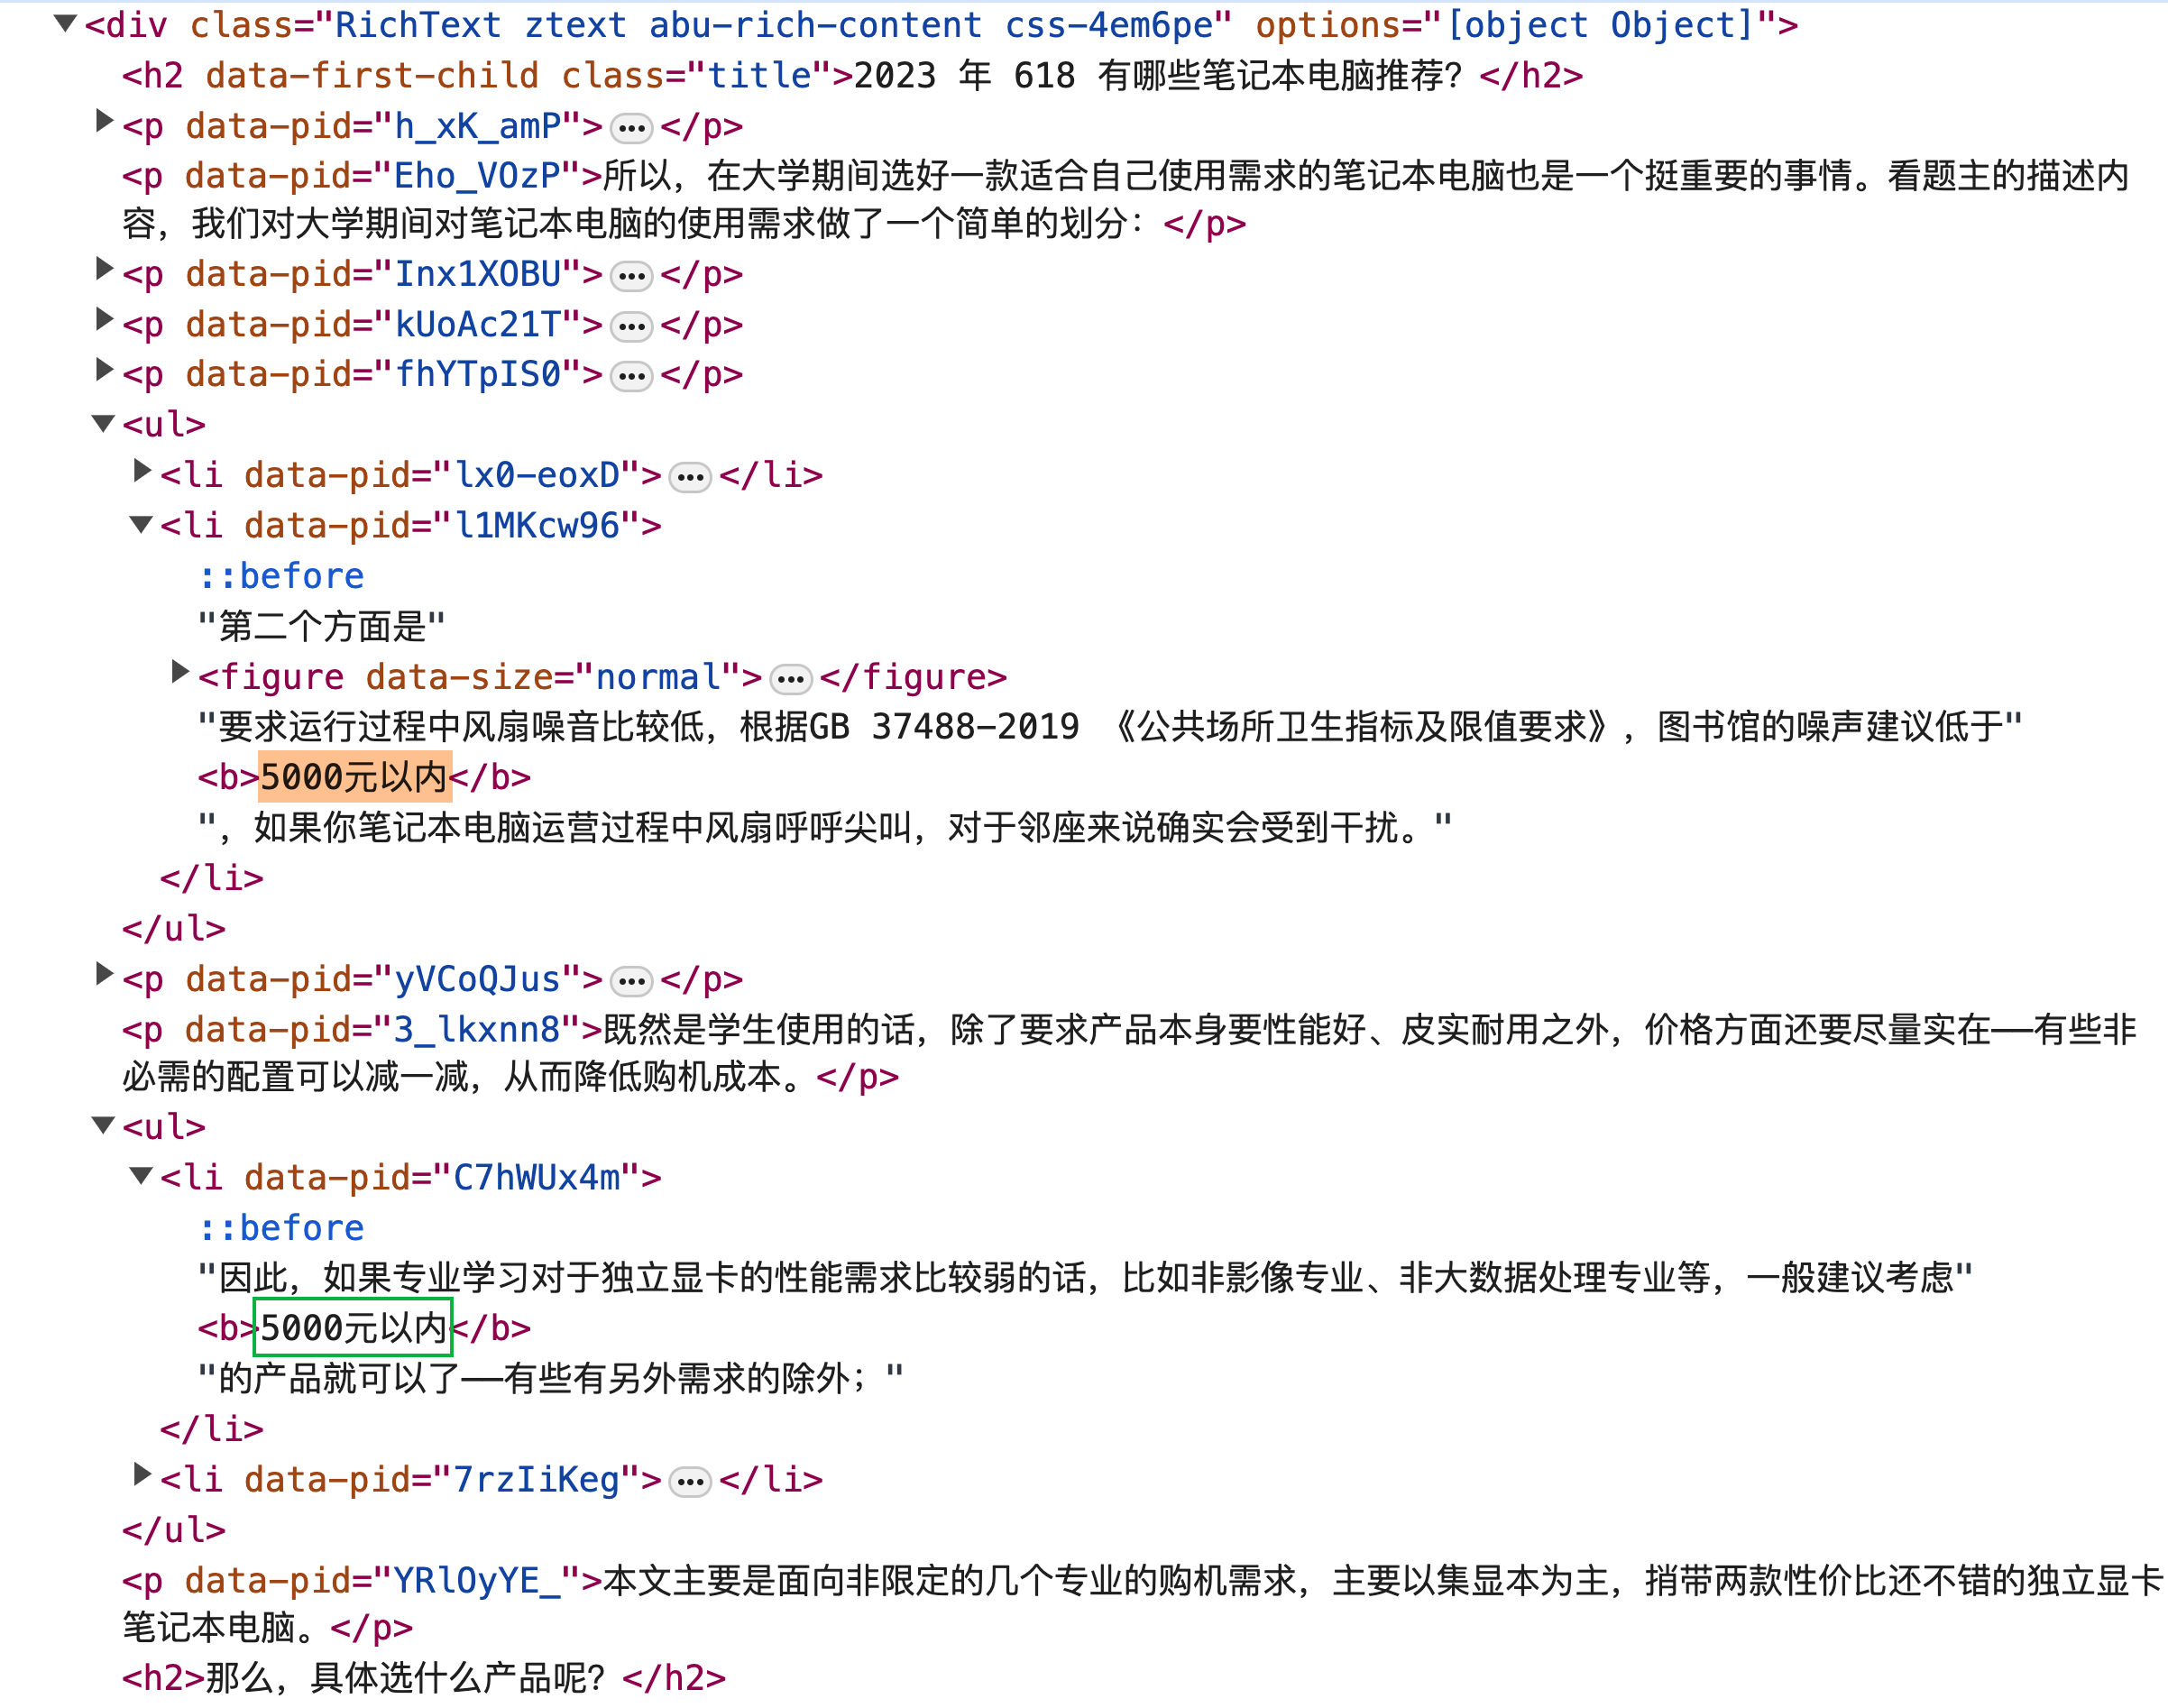 <div class="RichText ztext abu-rich-content css-4em6pe" options="[object Object]">
<h2 data-first-child class="title">2023 年 618 有哪些笔记本电脑推荐？</h2>
<p data-pid="h_xK_amP">…</p>
<p data-pid="Eho_VOzP">所以，在大学期间选好一款适合自己使用需求的笔记本电脑也是一个挺重要的事情。看题主的描述内
容，我们对大学期间对笔记本电脑的使用需求做了一个简单的划分：</p>
<p data-pid="Inx1XOBU">…</p>
<p data-pid="kUoAc21T">…</p>
<p data-pid="fhYTpIS0">…</p>
<ul>
<li data-pid="lx0-eoxD">…</li>
<li data-pid="l1MKcw96">
::before
"第二个方面是"
<figure data-size="normal">…</figure>
"要求运行过程中风扇噪音比较低，根据GB 37488-2019 《公共场所卫生指标及限值要求》，图书馆的噪声建议低于"
<b>5000元以内</b>
"，如果你笔记本电脑运营过程中风扇呼呼尖叫，对于邻座来说确实会受到干扰。"
</li>
</ul>
<p data-pid="yVCoQJus">…</p>
<p data-pid="3_lkxnn8">既然是学生使用的话，除了要求产品本身要性能好、皮实耐用之外，价格方面还要尽量实在——有些非
必需的配置可以减一减，从而降低购机成本。</p>
<ul>
<li data-pid="C7hWUx4m">
::before
"因此，如果专业学习对于独立显卡的性能需求比较弱的话，比如非影像专业、非大数据处理专业等，一般建议考虑"
<b>5000元以内</b>
"的产品就可以了——有些有另外需求的除外；"
</li>
<li data-pid="7rzIiKeg">…</li>
</ul>
<p data-pid="YRlOyYE_">本文主要是面向非限定的几个专业的购机需求，主要以集显本为主，捎带两款性价比还不错的独立显卡
笔记本电脑。</p>
<h2>那么，具体选什么产品呢？</h2>